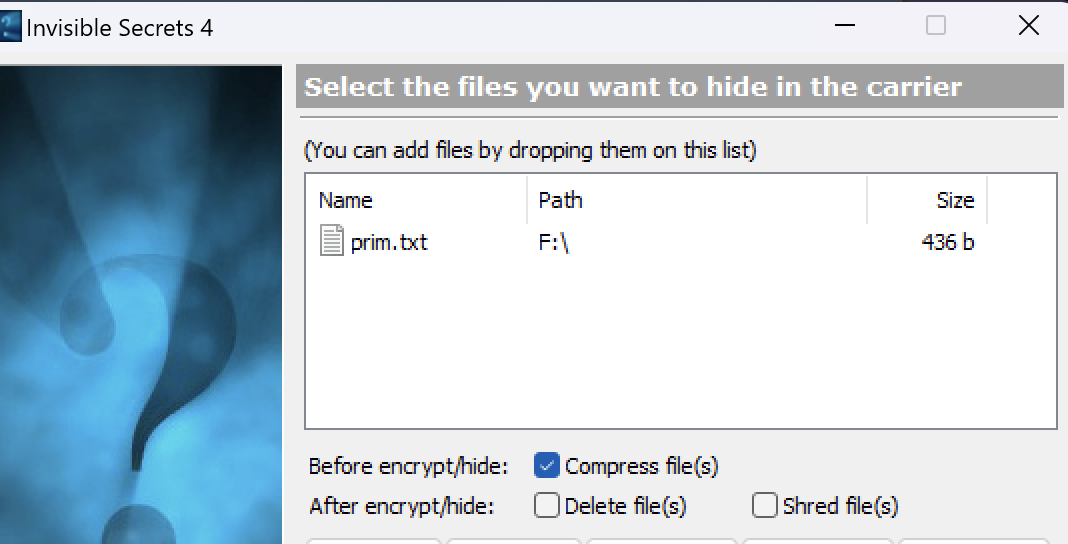 Invisible Secrets 4
Select the files you want to hide in the carrier
(You can add files by dropping them on this list)
Name Path Size
prim.txt F:\ 436 b
Before encrypt/hide: Compress file(s)
After encrypt/hide: Delete file(s) Shred file(s)